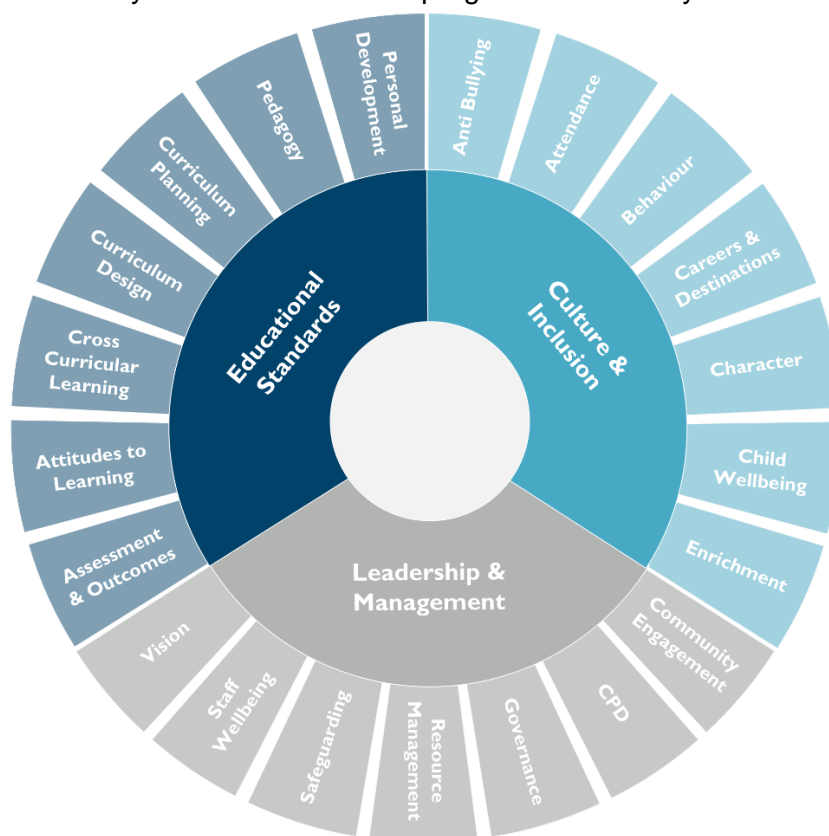 Personal
Development
Anti Bullying
Attendance
Behaviour
Careers &
Destinations
Character
Child
Wellbeing
Enrichment
Community
Engagement
CPD
Governance
Resource
Management
Safeguarding
Staff
Wellbeing
Vision
Assessment
& Outcomes
Attitudes to
Learning
Cross
Curricular
Learning
Curriculum
Design
Curriculum
Planning
Pedagogy
Educational
Standards
Culture &
Inclusion
Leadership &
Management